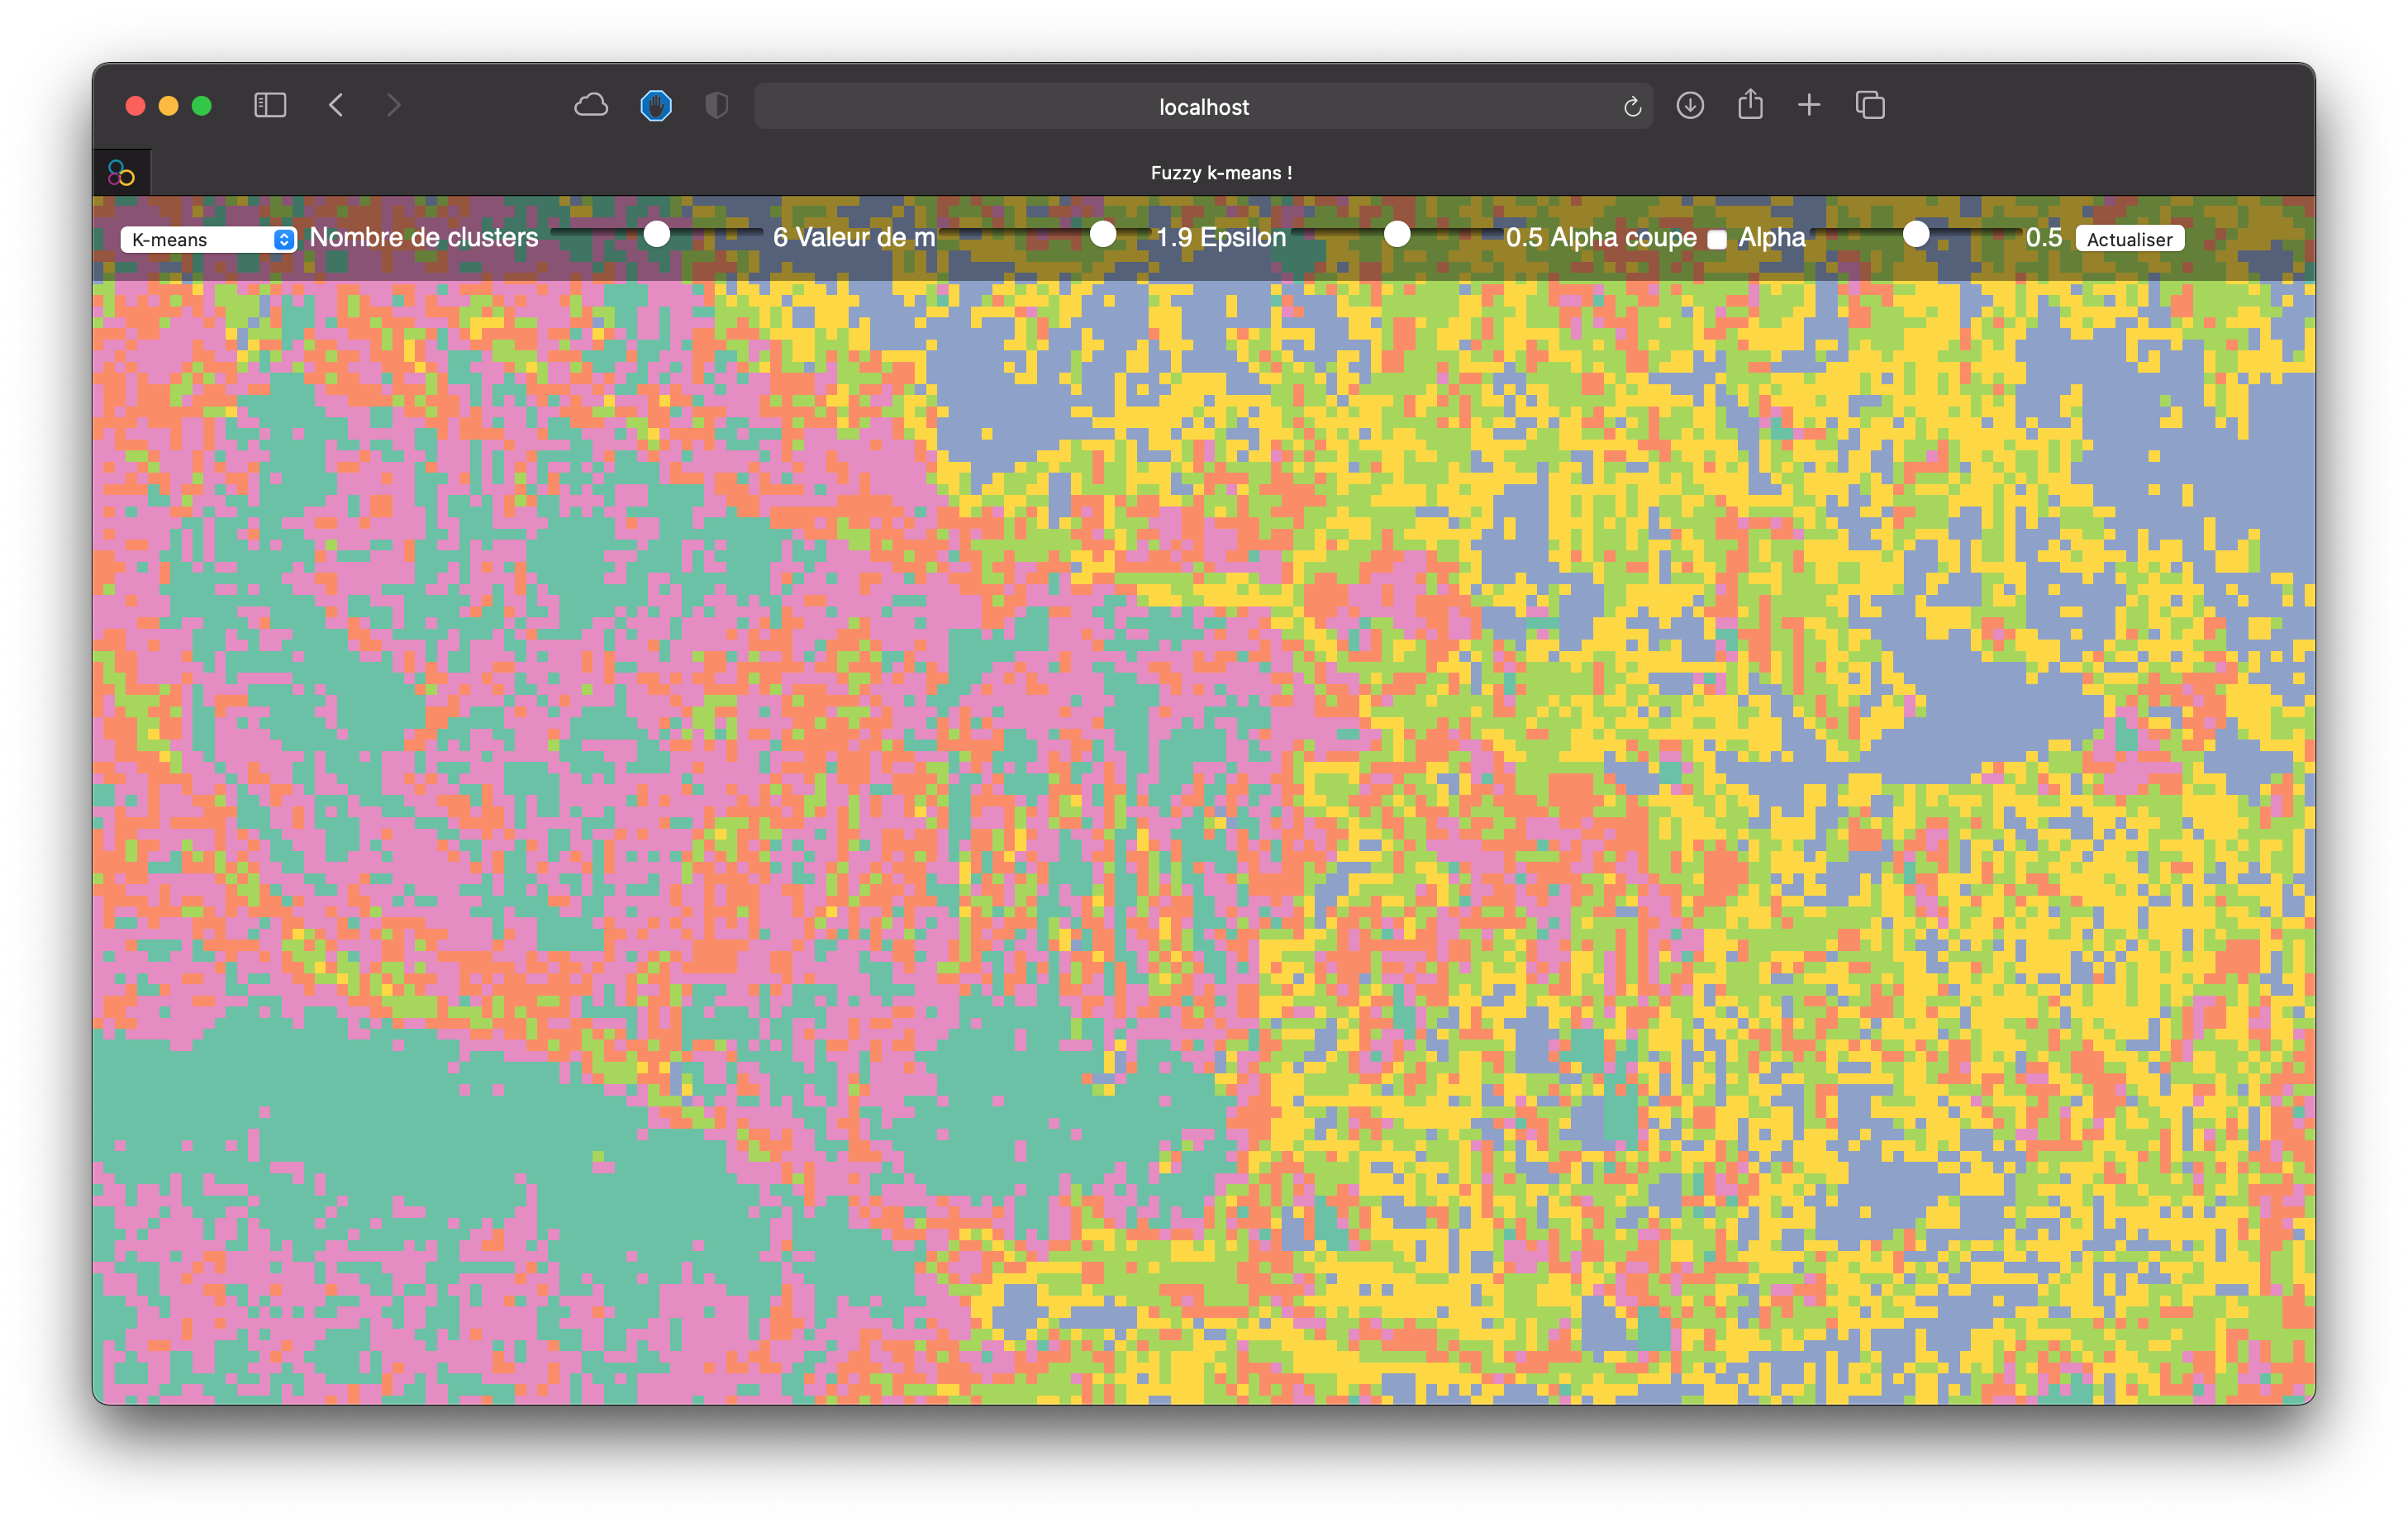 localhost
Fuzzy k-means !
K-means Nombre de clusters 6 Valeur de m 1.9 Epsilon 0.5 Alpha coupe Alpha 0.5 Actualiser